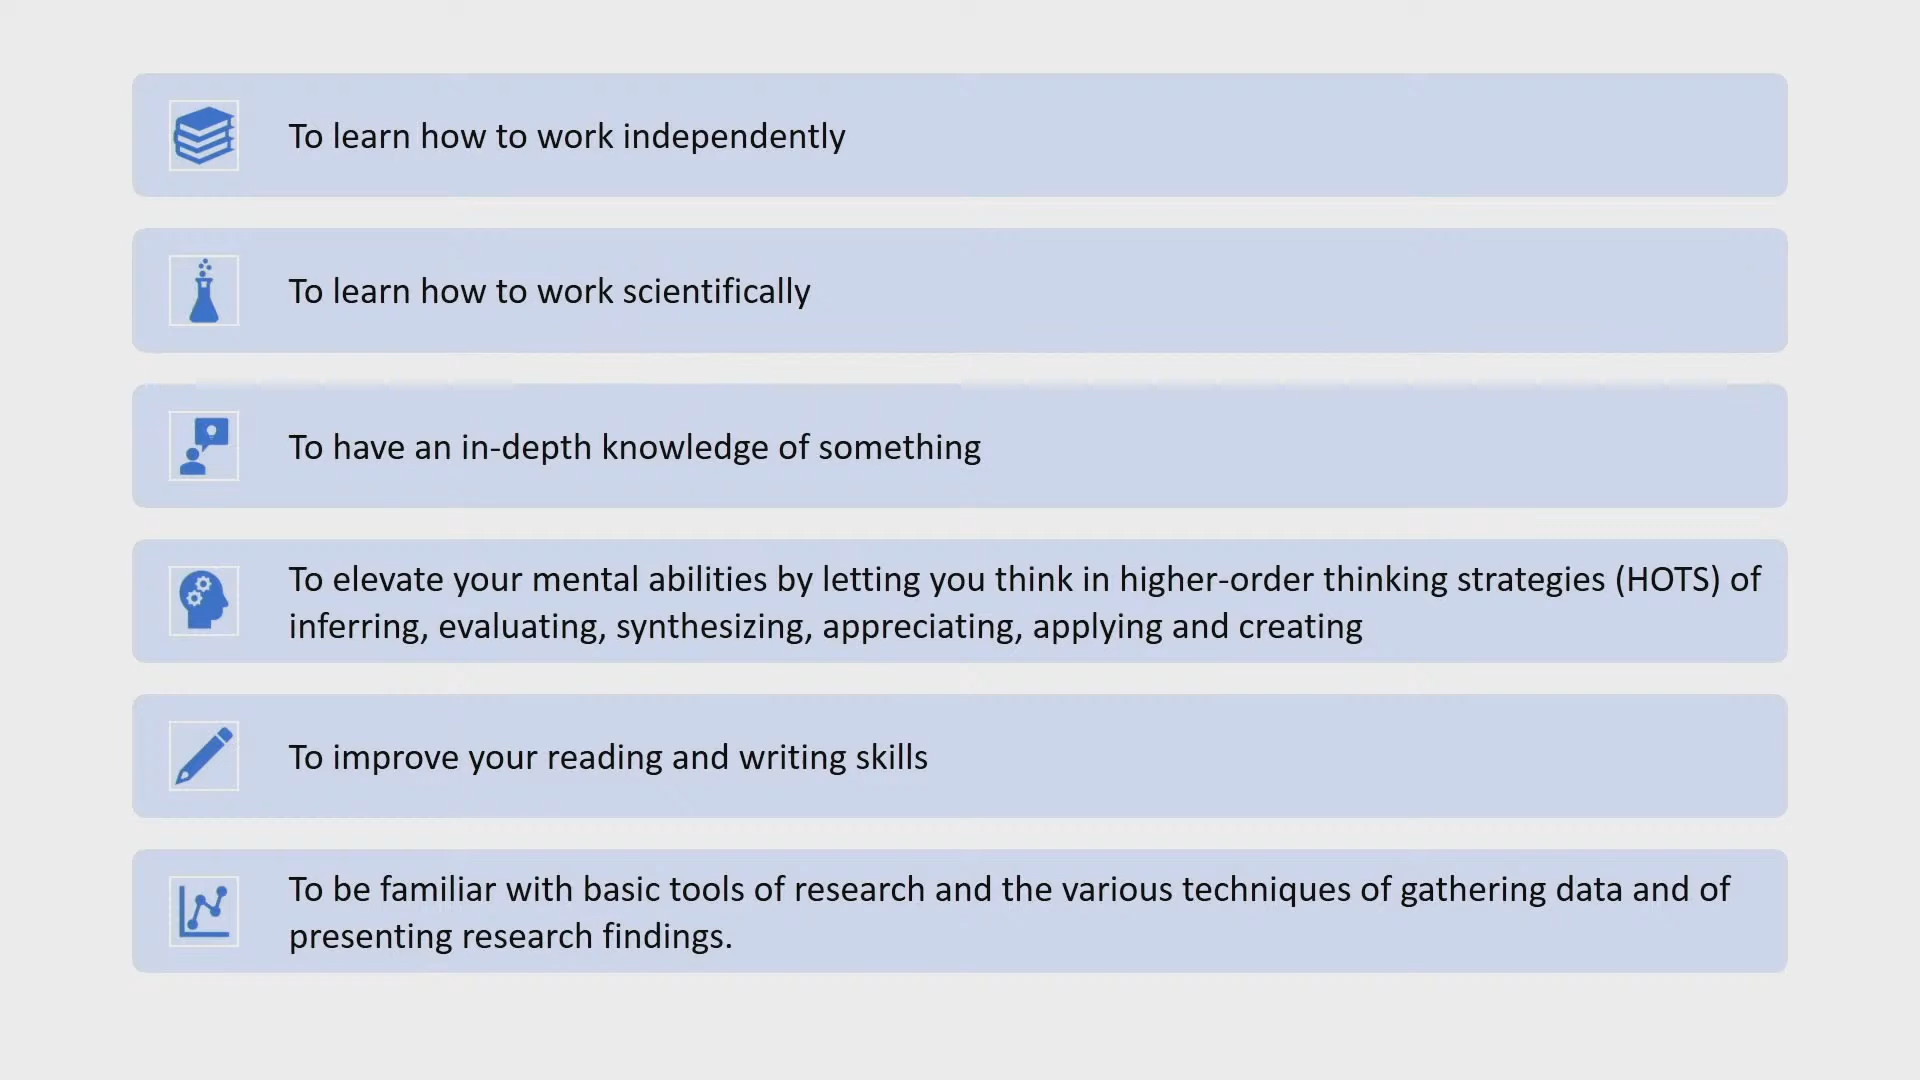 To learn how to work independently
To learn how to work scientifically
To have an in-depth knowledge of something
To elevate your mental abilities by letting you think in higher-order thinking strategies (HOTS) of
inferring, evaluating, synthesizing, appreciating, applying and creating
To improve your reading and writing skills
To be familiar with basic tools of research and the various techniques of gathering data and of
presenting research findings.